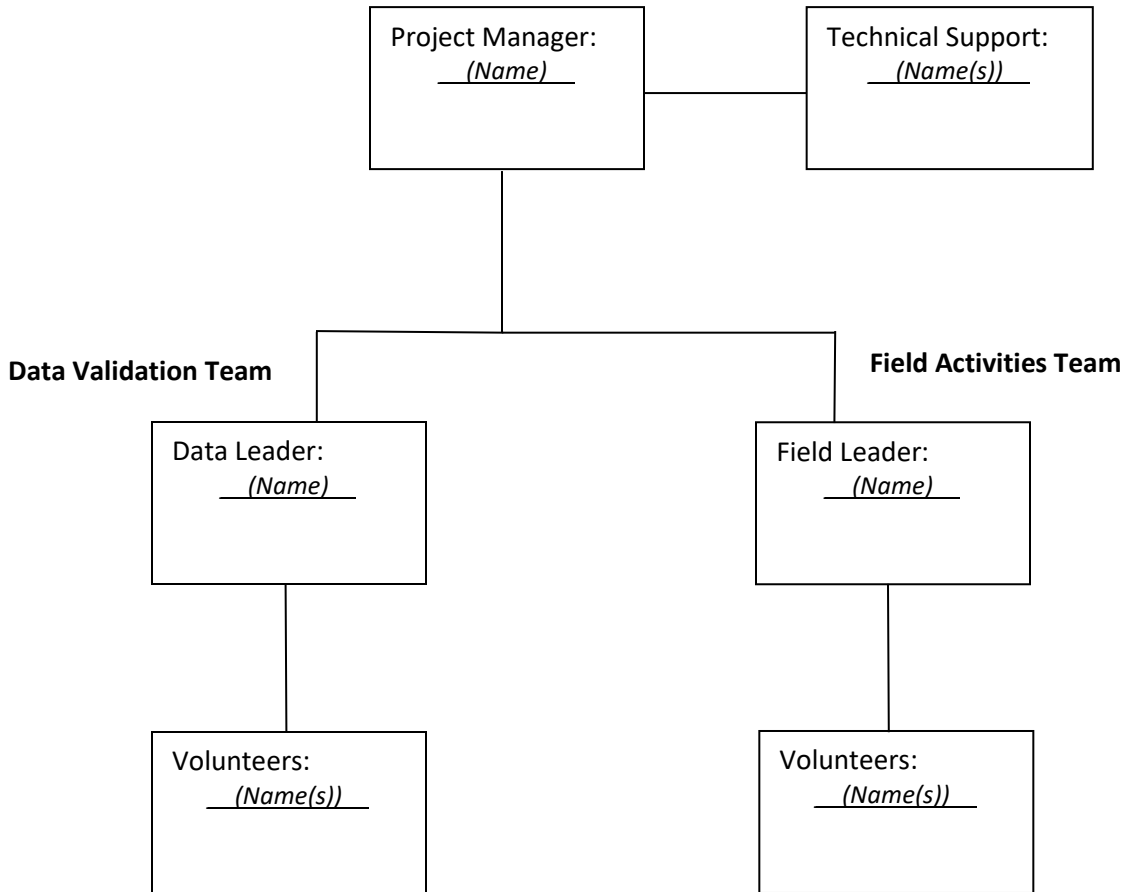 Project Manager:
(Name)
Technical Support:
(Name(s))
Data Validation Team
Field Activities Team
Data Leader:
(Name)
Field Leader:
(Name)
Volunteers:
(Name(s))
Volunteers:
(Name(s))